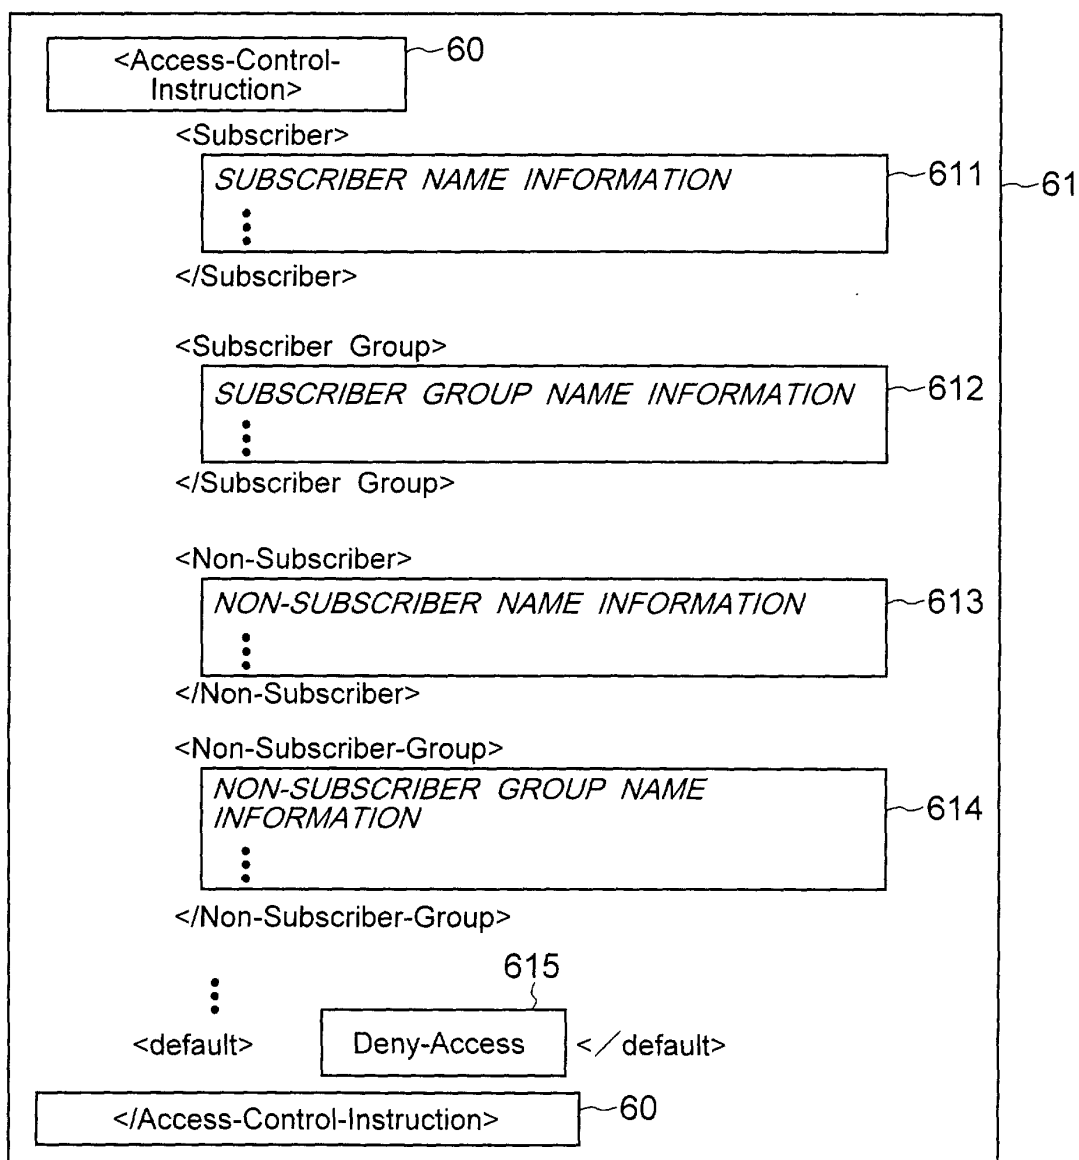 <Access-Control-
Instruction>
60
<Subscriber>
SUBSCRIBER NAME INFORMATION
611
61
</Subscriber>
<Subscriber Group>
SUBSCRIBER GROUP NAME INFORMATION
612
</Subscriber Group>
<Non-Subscriber>
NON-SUBSCRIBER NAME INFORMATION
613
</Non-Subscriber>
<Non-Subscriber-Group>
NON-SUBSCRIBER GROUP NAME
INFORMATION
614
</Non-Subscriber-Group>
615
<default> Deny-Access </default>
</Access-Control-Instruction>
60